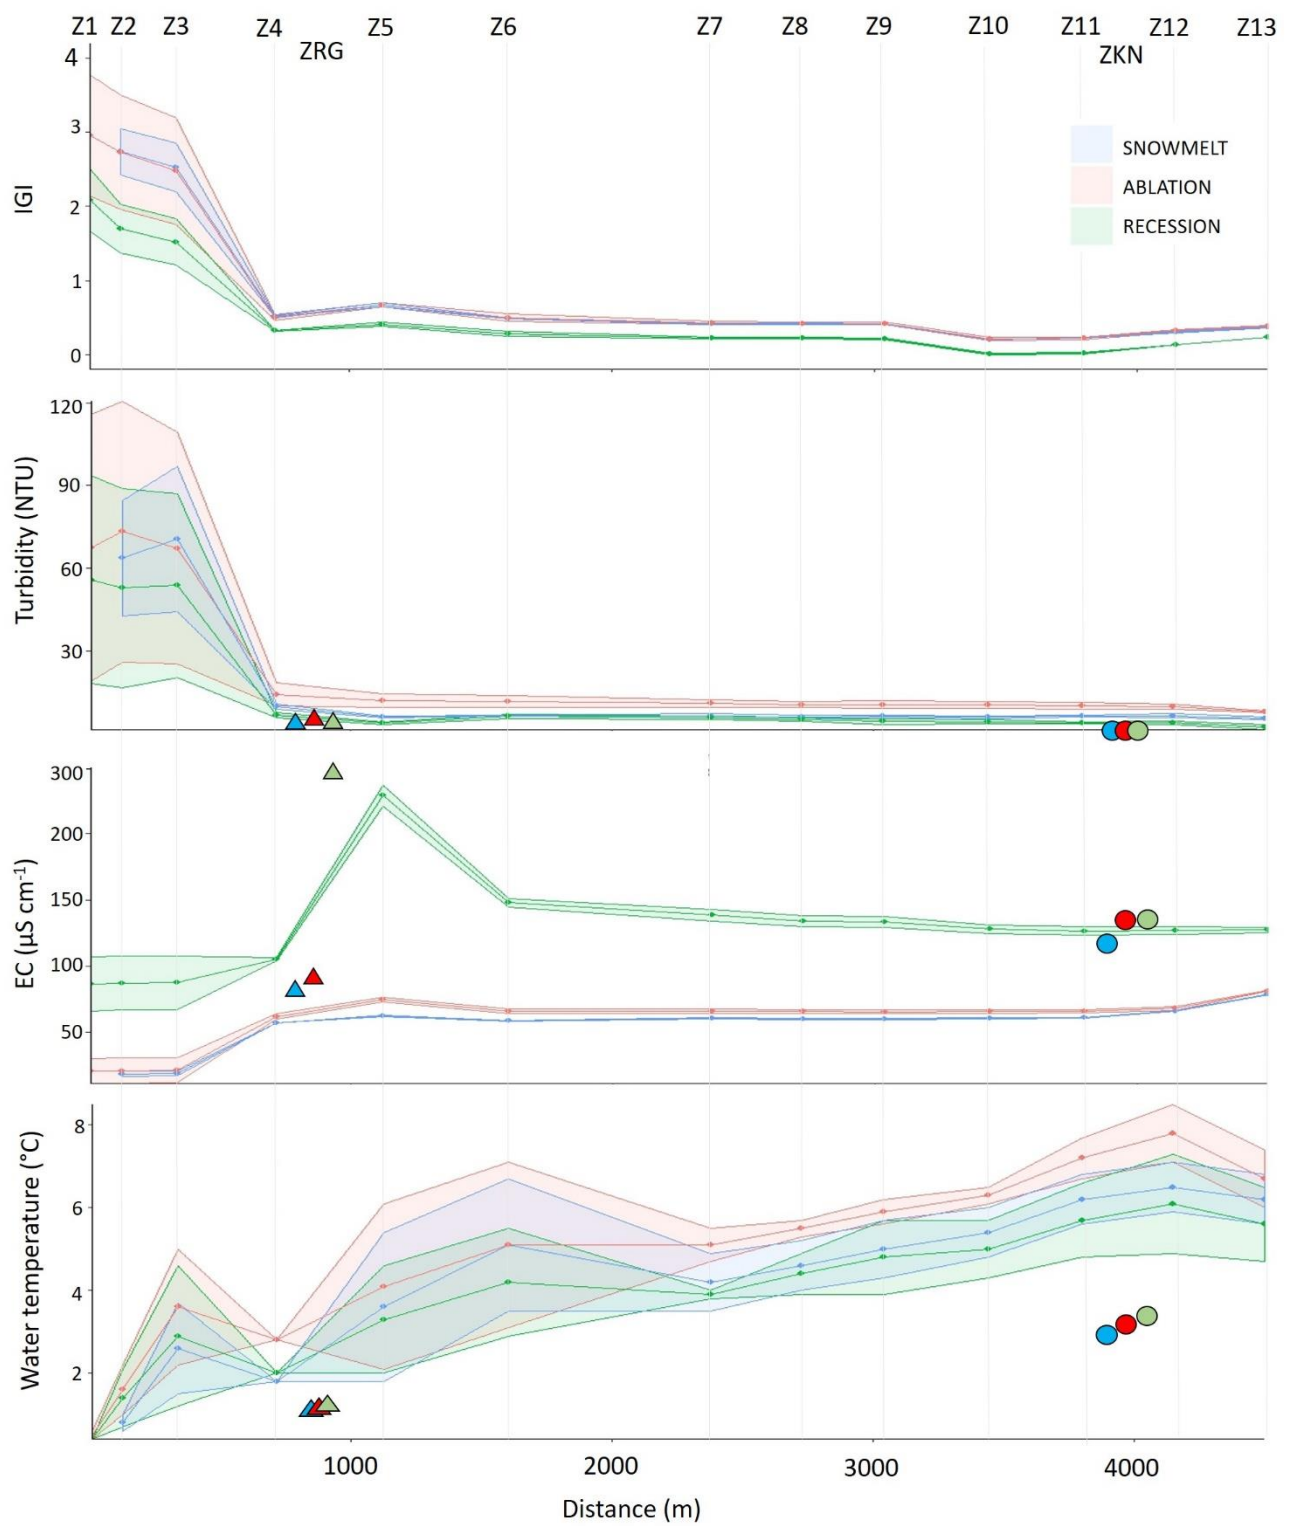 Z1 Z2 Z3 Z4 Z5 Z6 Z7 Z8 Z9 Z10 Z11 Z12 Z13
ZRG ZKN
4
3
2
1
0
IGI
SNOWMELT
ABLATION
RECESSION
120
90
60
30
Turbidity (NTU)
300
200
150
100
50
EC (µS cm⁻¹)
8
6
4
2
Water temperature (°C)
1000 2000 3000 4000
Distance (m)